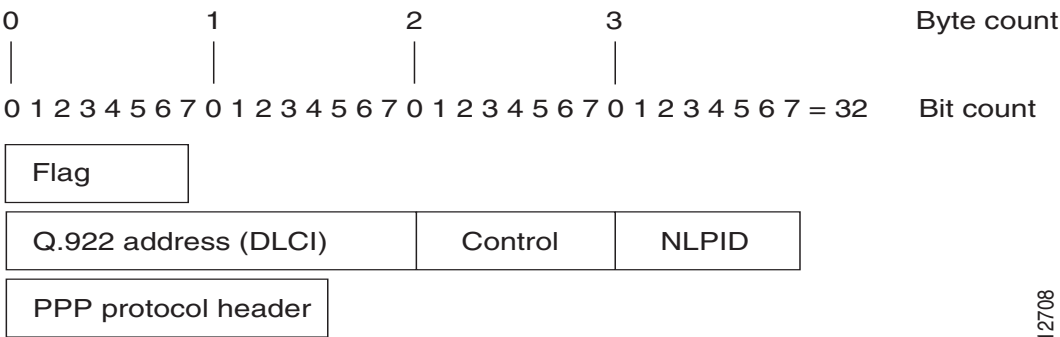 0 1 2 3 Byte count
0 1 2 3 4 5 6 7 0 1 2 3 4 5 6 7 0 1 2 3 4 5 6 7 0 1 2 3 4 5 6 7 = 32 Bit count
Flag
Q.922 address (DLCI) Control NLPID
PPP protocol header
12708